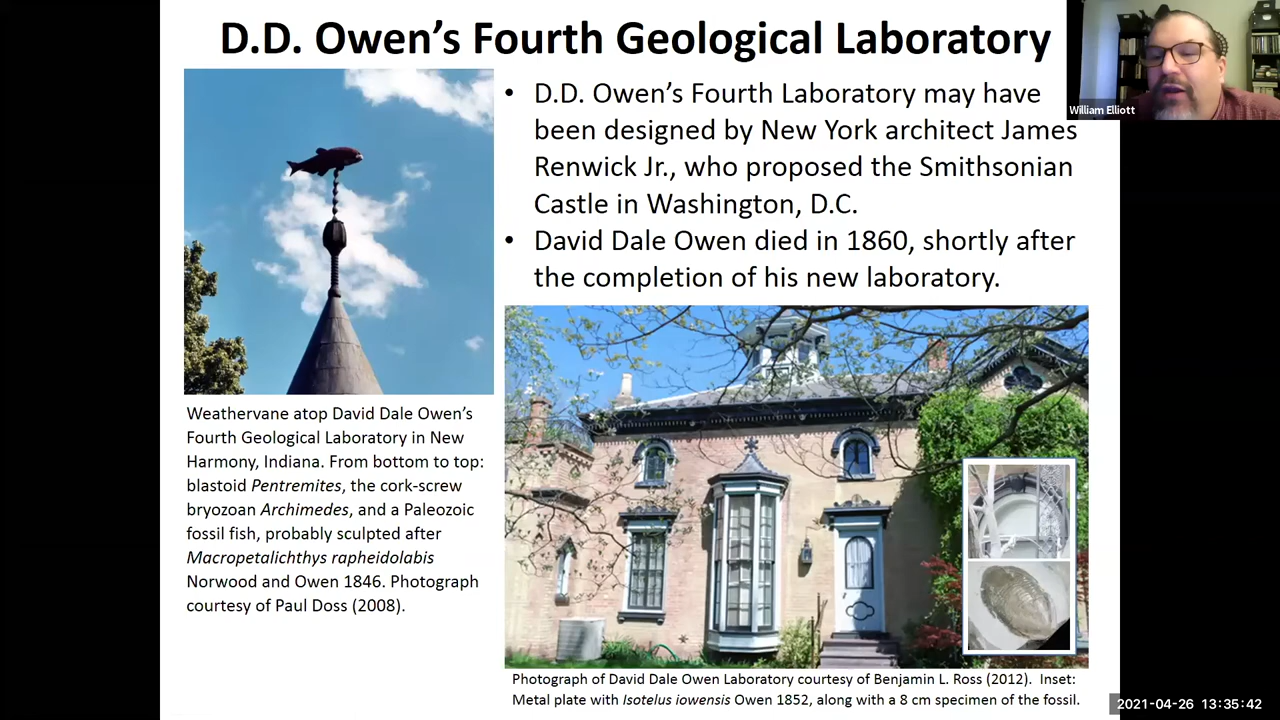 D.D. Owen’s Fourth Geological Laboratory
• D.D. Owen’s Fourth Laboratory may have
been designed by New York architect James
Renwick Jr., who proposed the Smithsonian
Castle in Washington, D.C.
• David Dale Owen died in 1860, shortly after
the completion of his new laboratory.
William Elliott
Weathervane atop David Dale Owen’s
Fourth Geological Laboratory in New
Harmony, Indiana. From bottom to top:
blastoid Pentremites, the cork-screw
bryozoan Archimedes, and a Paleozoic
fossil fish, probably sculpted after
Macropetalichthys rapheidolabis
Norwood and Owen 1846. Photograph
courtesy of Paul Doss (2008).
Photograph of David Dale Owen Laboratory courtesy of Benjamin L. Ross (2012). Inset:
Metal plate with Isotelus iowensis Owen 1852, along with a 8 cm specimen of the fossil.
2021-04-26 13:35:42